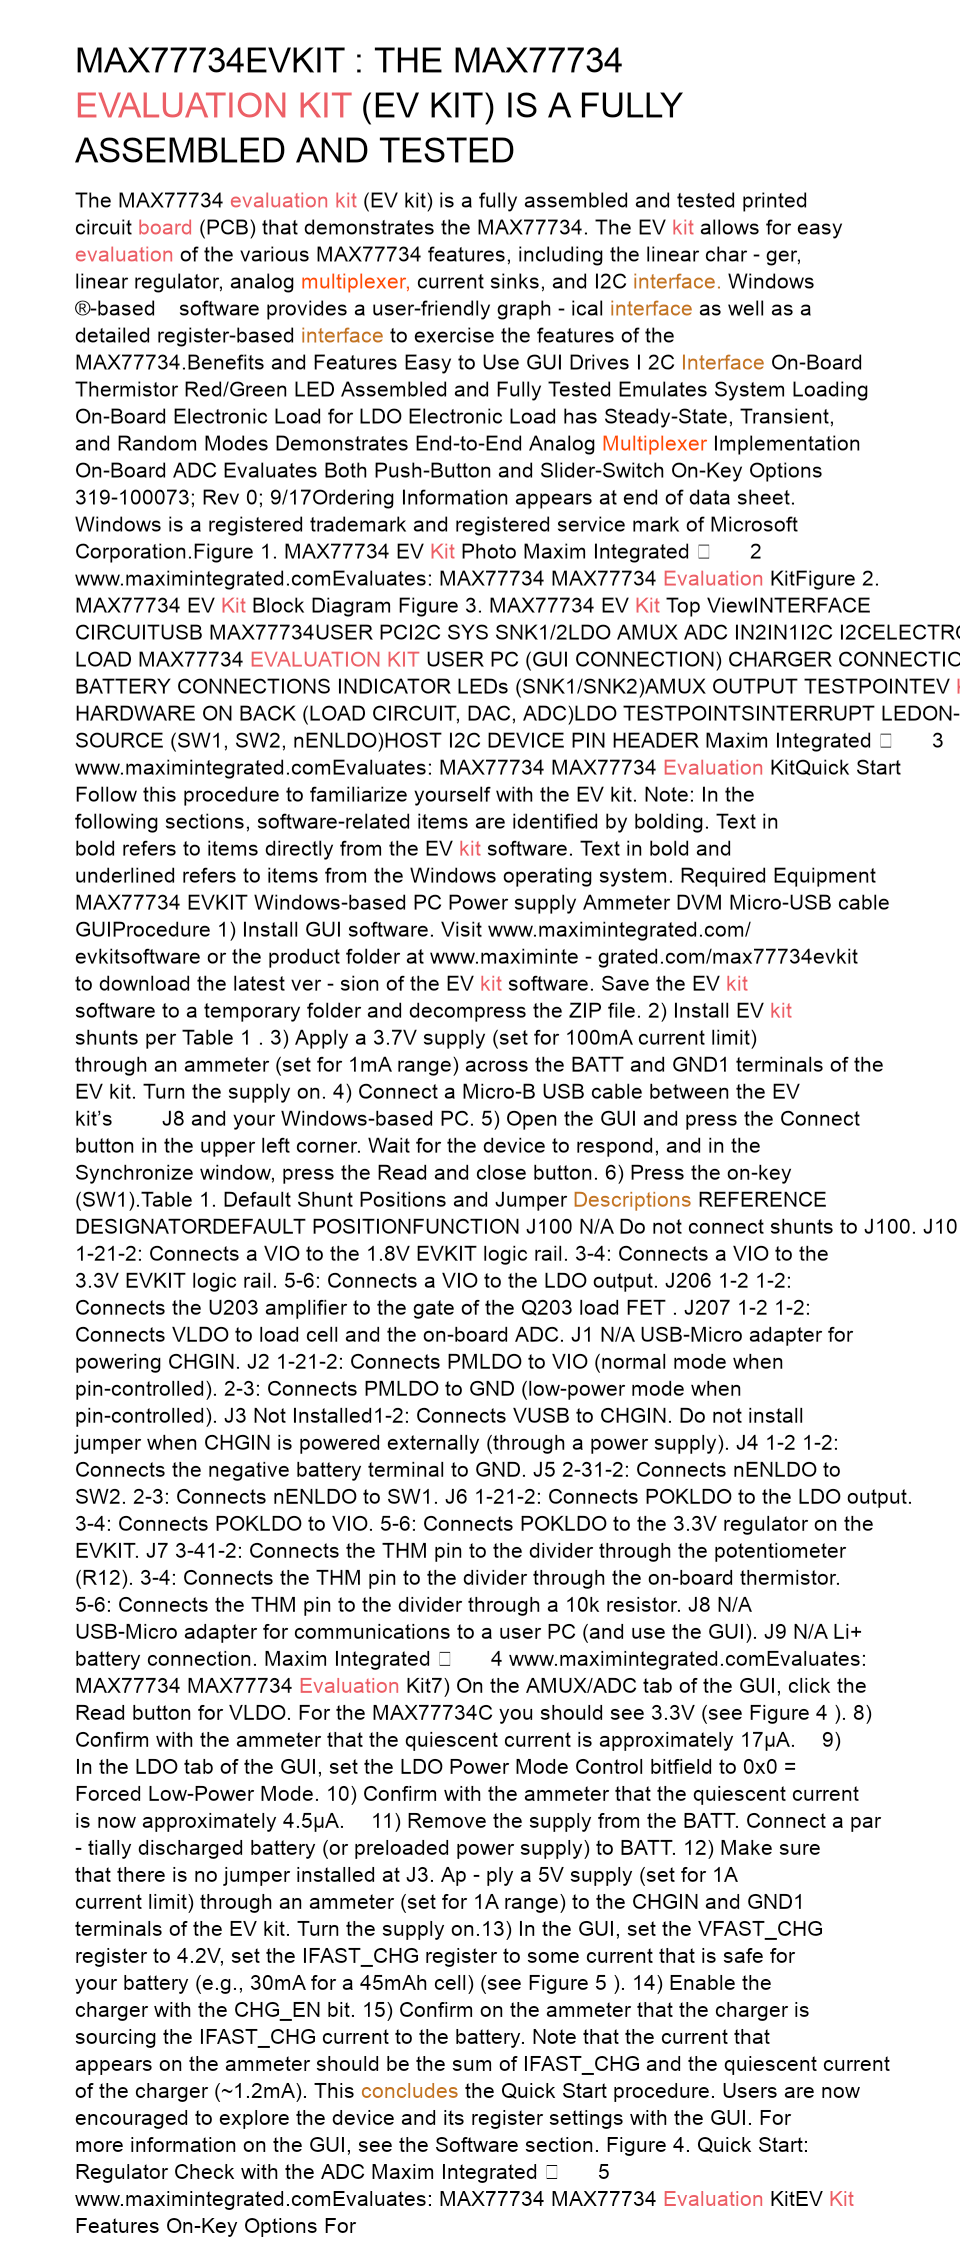 MAX77734EVKIT : THE MAX77734
EVALUATION KIT (EV KIT) IS A FULLY
ASSEMBLED AND TESTED
The MAX77734 evaluation kit (EV kit) is a fully assembled and tested printed
circuit board (PCB) that demonstrates the MAX77734. The EV kit allows for easy
evaluation of the various MAX77734 features, including the linear char - ger,
linear regulator, analog multiplexer, current sinks, and I2C interface. Windows
®-based software provides a user-friendly graph - ical interface as well as a
detailed register-based interface to exercise the features of the
MAX77734.Benefits and Features Easy to Use GUI Drives I 2C Interface On-Board
Thermistor Red/Green LED Assembled and Fully Tested Emulates System Loading
On-Board Electronic Load for LDO Electronic Load has Steady-State, Transient,
and Random Modes Demonstrates End-to-End Analog Multiplexer Implementation
On-Board ADC Evaluates Both Push-Button and Slider-Switch On-Key Options
319-100073; Rev 0; 9/17Ordering Information appears at end of data sheet.
Windows is a registered trademark and registered service mark of Microsoft
Corporation.Figure 1. MAX77734 EV Kit Photo Maxim Integrated 2
www.maximintegrated.comEvaluates: MAX77734 MAX77734 Evaluation KitFigure 2.
MAX77734 EV Kit Block Diagram Figure 3. MAX77734 EV Kit Top ViewINTERFACE
CIRCUITUSB MAX77734USER PCI2C SYS SNK1/2LDO AMUX ADC IN2IN1I2C I2CELECTRO
LOAD MAX77734 EVALUATION KIT USER PC (GUI CONNECTION) CHARGER CONNECTIO
BATTERY CONNECTIONS INDICATOR LEDs (SNK1/SNK2)AMUX OUTPUT TESTPOINTEV
HARDWARE ON BACK (LOAD CIRCUIT, DAC, ADC)LDO TESTPOINTSINTERRUPT LEDON-
SOURCE (SW1, SW2, nENLDO)HOST I2C DEVICE PIN HEADER Maxim Integrated 3
www.maximintegrated.comEvaluates: MAX77734 MAX77734 Evaluation KitQuick Start
Follow this procedure to familiarize yourself with the EV kit. Note: In the
following sections, software-related items are identified by bolding. Text in
bold refers to items directly from the EV kit software. Text in bold and
underlined refers to items from the Windows operating system. Required Equipment
MAX77734 EVKIT Windows-based PC Power supply Ammeter DVM Micro-USB cable
GUIProcedure 1) Install GUI software. Visit www.maximintegrated.com/
evkitsoftware or the product folder at www.maximinte - grated.com/max77734evkit
to download the latest ver - sion of the EV kit software. Save the EV kit
software to a temporary folder and decompress the ZIP file. 2) Install EV kit
shunts per Table 1 . 3) Apply a 3.7V supply (set for 100mA current limit)
through an ammeter (set for 1mA range) across the BATT and GND1 terminals of the
EV kit. Turn the supply on. 4) Connect a Micro-B USB cable between the EV
kit’s J8 and your Windows-based PC. 5) Open the GUI and press the Connect
button in the upper left corner. Wait for the device to respond, and in the
Synchronize window, press the Read and close button. 6) Press the on-key
(SW1).Table 1. Default Shunt Positions and Jumper Descriptions REFERENCE
DESIGNATORDEFAULT POSITIONFUNCTION J100 N/A Do not connect shunts to J100. J10
1-21-2: Connects a VIO to the 1.8V EVKIT logic rail. 3-4: Connects a VIO to the
3.3V EVKIT logic rail. 5-6: Connects a VIO to the LDO output. J206 1-2 1-2:
Connects the U203 amplifier to the gate of the Q203 load FET . J207 1-2 1-2:
Connects VLDO to load cell and the on-board ADC. J1 N/A USB-Micro adapter for
powering CHGIN. J2 1-21-2: Connects PMLDO to VIO (normal mode when
pin-controlled). 2-3: Connects PMLDO to GND (low-power mode when
pin-controlled). J3 Not Installed1-2: Connects VUSB to CHGIN. Do not install
jumper when CHGIN is powered externally (through a power supply). J4 1-2 1-2:
Connects the negative battery terminal to GND. J5 2-31-2: Connects nENLDO to
SW2. 2-3: Connects nENLDO to SW1. J6 1-21-2: Connects POKLDO to the LDO output.
3-4: Connects POKLDO to VIO. 5-6: Connects POKLDO to the 3.3V regulator on the
EVKIT. J7 3-41-2: Connects the THM pin to the divider through the potentiometer
(R12). 3-4: Connects the THM pin to the divider through the on-board thermistor.
5-6: Connects the THM pin to the divider through a 10k resistor. J8 N/A
USB-Micro adapter for communications to a user PC (and use the GUI). J9 N/A Li+
battery connection. Maxim Integrated 4 www.maximintegrated.comEvaluates:
MAX77734 MAX77734 Evaluation Kit7) On the AMUX/ADC tab of the GUI, click the
Read button for VLDO. For the MAX77734C you should see 3.3V (see Figure 4 ). 8)
Confirm with the ammeter that the quiescent current is approximately 17µA. 9)
In the LDO tab of the GUI, set the LDO Power Mode Control bitfield to 0x0 =
Forced Low-Power Mode. 10) Confirm with the ammeter that the quiescent current
is now approximately 4.5µA. 11) Remove the supply from the BATT. Connect a par
- tially discharged battery (or preloaded power supply) to BATT. 12) Make sure
that there is no jumper installed at J3. Ap - ply a 5V supply (set for 1A
current limit) through an ammeter (set for 1A range) to the CHGIN and GND1
terminals of the EV kit. Turn the supply on.13) In the GUI, set the VFAST_CHG
register to 4.2V, set the IFAST_CHG register to some current that is safe for
your battery (e.g., 30mA for a 45mAh cell) (see Figure 5 ). 14) Enable the
charger with the CHG_EN bit. 15) Confirm on the ammeter that the charger is
sourcing the IFAST_CHG current to the battery. Note that the current that
appears on the ammeter should be the sum of IFAST_CHG and the quiescent current
of the charger (~1.2mA). This concludes the Quick Start procedure. Users are now
encouraged to explore the device and its register settings with the GUI. For
more information on the GUI, see the Software section. Figure 4. Quick Start:
Regulator Check with the ADC Maxim Integrated 5
www.maximintegrated.comEvaluates: MAX77734 MAX77734 Evaluation KitEV Kit
Features On-Key Options For